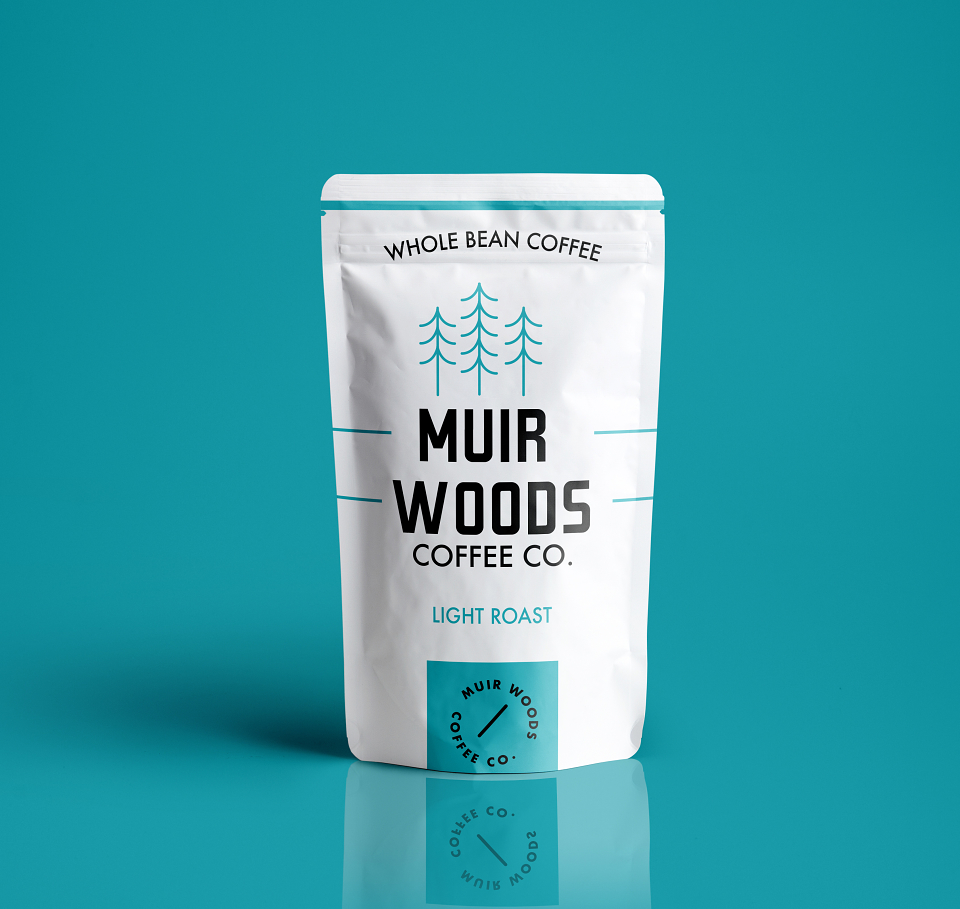 WHOLE BEAN COFFEE
MUIR
WOODS
COFFEE CO.
LIGHT ROAST
MUIR WOODS
COFFEE CO.